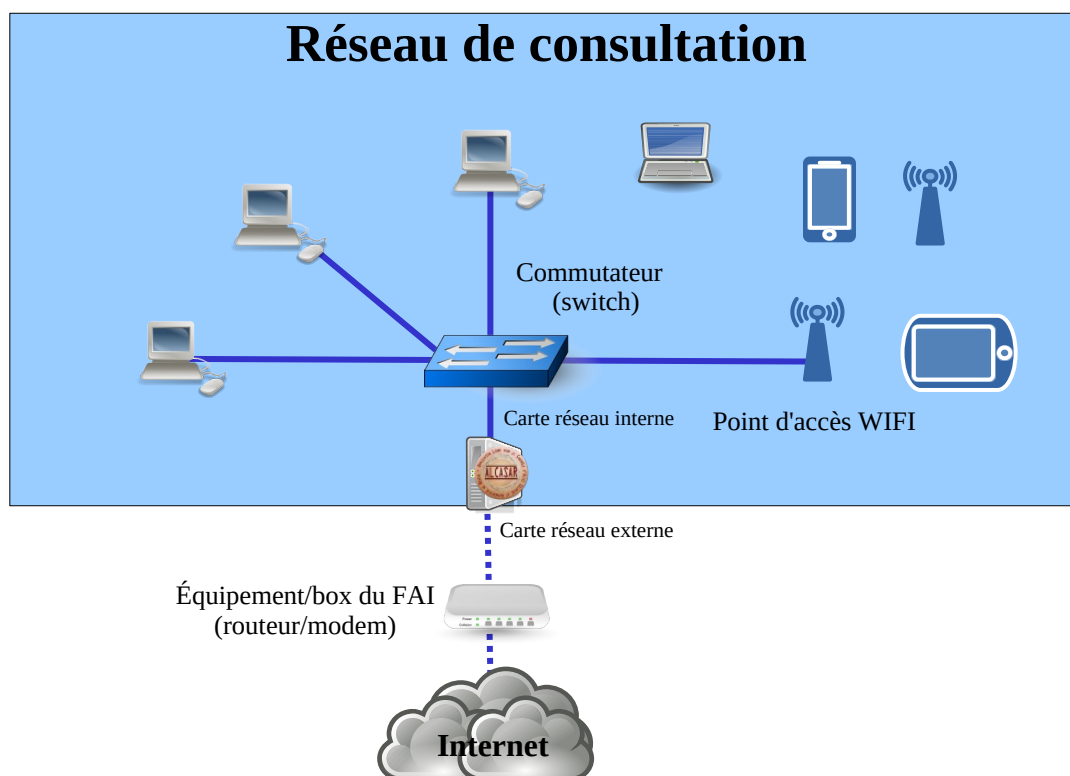 Réseau de consultation
Commutateur
(switch)
Carte réseau interne
Point d'accès WIFI
ALCASAR
Carte réseau externe
Équipement/box du FAI
(routeur/modem)
Internet